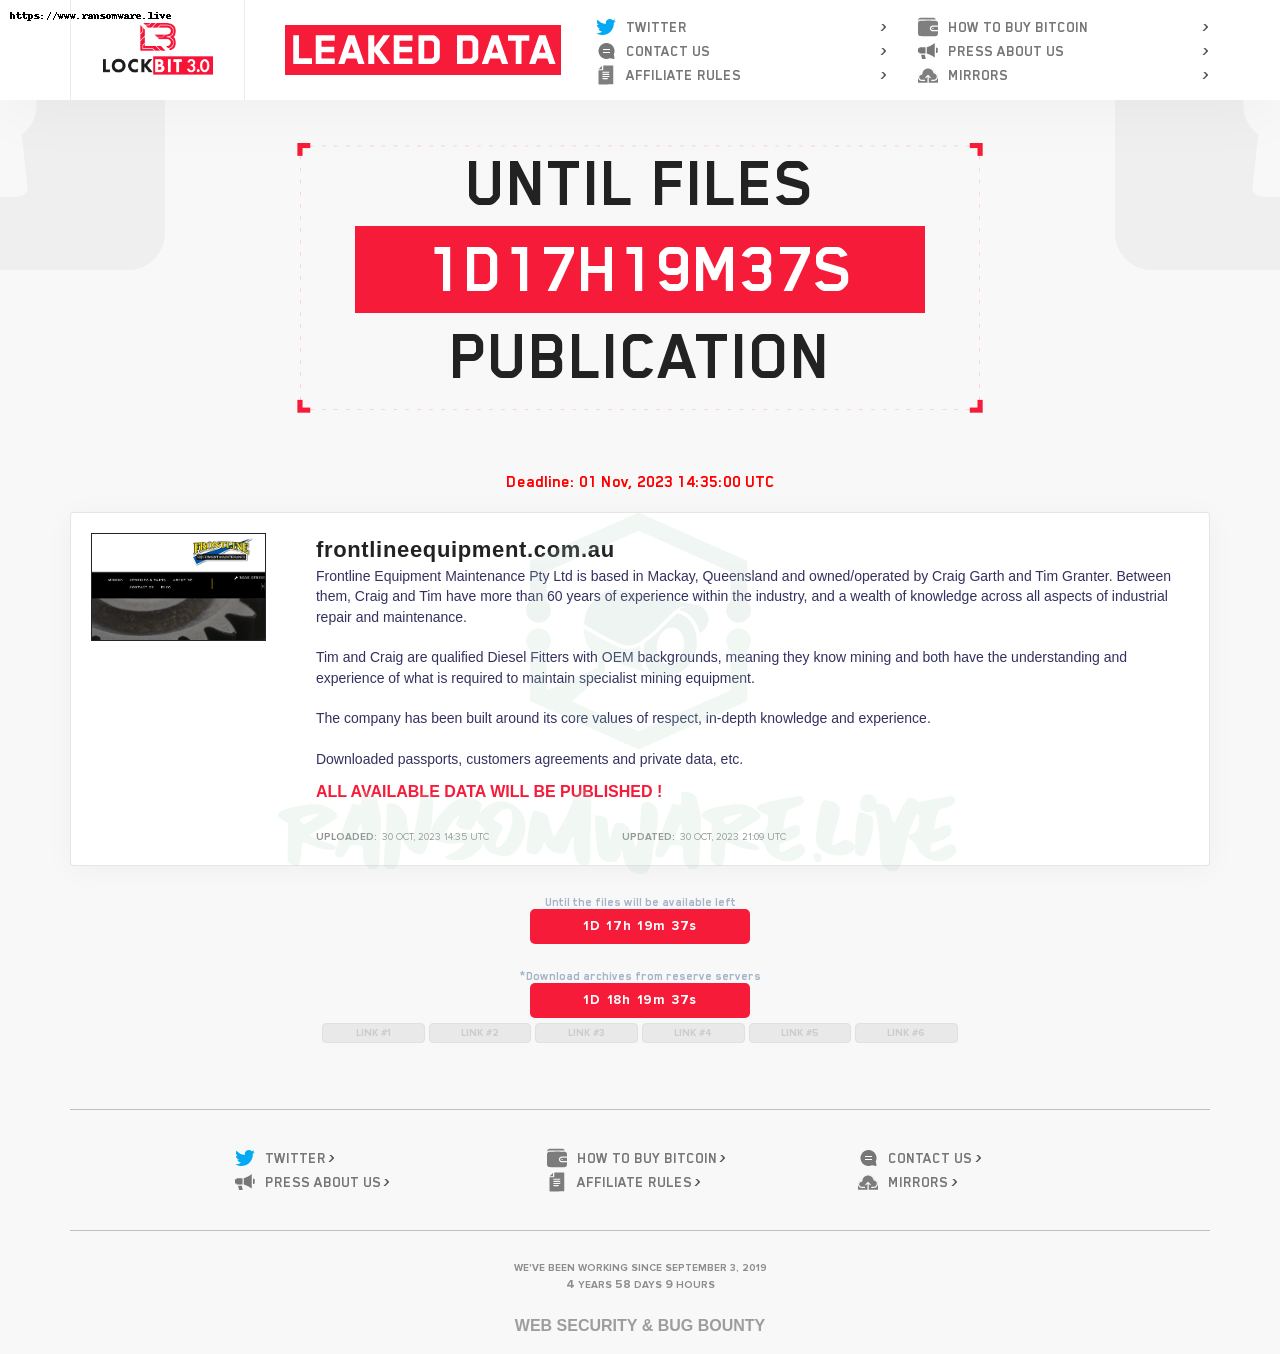 https://www.ransomware.live
LOCKBIT 3.0
LEAKED DATA
TWITTER
CONTACT US
AFFILIATE RULES
HOW TO BUY BITCOIN
PRESS ABOUT US
MIRRORS
UNTIL FILES
1D17H19M37S
PUBLICATION
Deadline: 01 Nov, 2023 14:35:00 UTC
FRONTLINE
frontlineequipment.com.au
Frontline Equipment Maintenance Pty Ltd is based in Mackay, Queensland and owned/operated by Craig Garth and Tim Granter. Between
them, Craig and Tim have more than 60 years of experience within the industry, and a wealth of knowledge across all aspects of industrial
repair and maintenance.
Tim and Craig are qualified Diesel Fitters with OEM backgrounds, meaning they know mining and both have the understanding and
experience of what is required to maintain specialist mining equipment.
The company has been built around its core values of respect, in-depth knowledge and experience.
Downloaded passports, customers agreements and private data, etc.
ALL AVAILABLE DATA WILL BE PUBLISHED !
RANSOMWARE.LIVE
UPLOADED: 30 OCT, 2023 14:35 UTC
UPDATED: 30 OCT, 2023 21:09 UTC
Until the files will be available left
1D 17h 19m 37s
*Download archives from reserve servers
1D 18h 19m 37s
LINK #1 LINK #2 LINK #3 LINK #4 LINK #5 LINK #6
TWITTER
PRESS ABOUT US
HOW TO BUY BITCOIN
AFFILIATE RULES
CONTACT US
MIRRORS
WE'VE BEEN WORKING SINCE SEPTEMBER 3, 2019
4 YEARS 58 DAYS 9 HOURS
WEB SECURITY & BUG BOUNTY